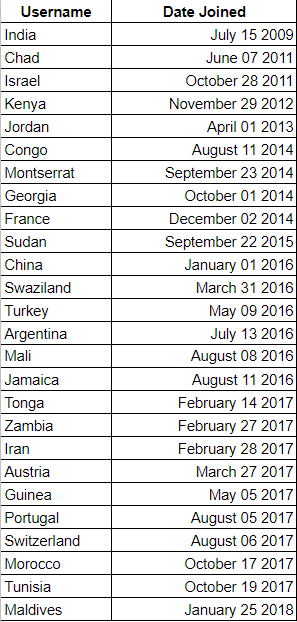 Username Date Joined
India July 15 2009
Chad June 07 2011
Israel October 28 2011
Kenya November 29 2012
Jordan April 01 2013
Congo August 11 2014
Montserrat September 23 2014
Georgia October 01 2014
France December 02 2014
Sudan September 22 2015
China January 01 2016
Swaziland March 31 2016
Turkey May 09 2016
Argentina July 13 2016
Mali August 08 2016
Jamaica August 11 2016
Tonga February 14 2017
Zambia February 27 2017
Iran February 28 2017
Austria March 27 2017
Guinea May 05 2017
Portugal August 05 2017
Switzerland August 06 2017
Morocco October 17 2017
Tunisia October 19 2017
Maldives January 25 2018